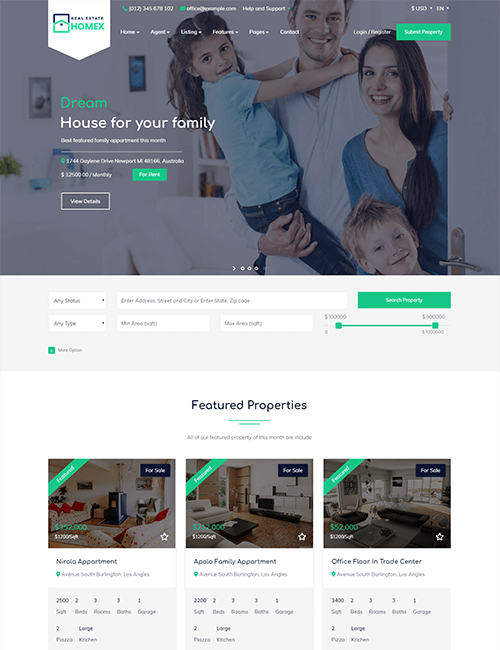 (012) 345 678 102 office@example.com Help and Support $ USD EN
REAL ESTATE
HOMEX
Home Agent Listing Features Pages Contact Login / Register Submit Property
Dream
House for your family
Best featured family appartment this month
1744 Daylene Drive Newport MI 48166, Australia
$ 12500.00 / Monthly For Rent
View Details
Any Status Enter Address, Street and City or Enter State, Zip code Search Property
Any Type Min Area (sqft) Max Area (sqft) $ 100000 $ 900000
0 $ 1000000
+ More Option
Featured Properties
All of our featured property of this month are include
Featured For Sale
$352,000
$1200/Sqft
Nirala Appartment
Avenue South Burlington, Los Angles
2500 2 3 3 1
Sqft Beds Rooms Baths Garage
2 Large
Piazza Kitchen
Featured For Sale
$242,000
$1200/Sqft
Apolo Family Appartment
Avenue South Burlington, Los Angles
2200 2 3 3 1
Sqft Beds Rooms Baths Garage
2 Large
Piazza Kitchen
Featured For Sale
$52,000
$1200/Sqft
Office Floor In Trade Center
Avenue South Burlington, Los Angles
3400 2 3 3 1
Sqft Beds Rooms Baths Garage
2 Large
Piazza Kitchen